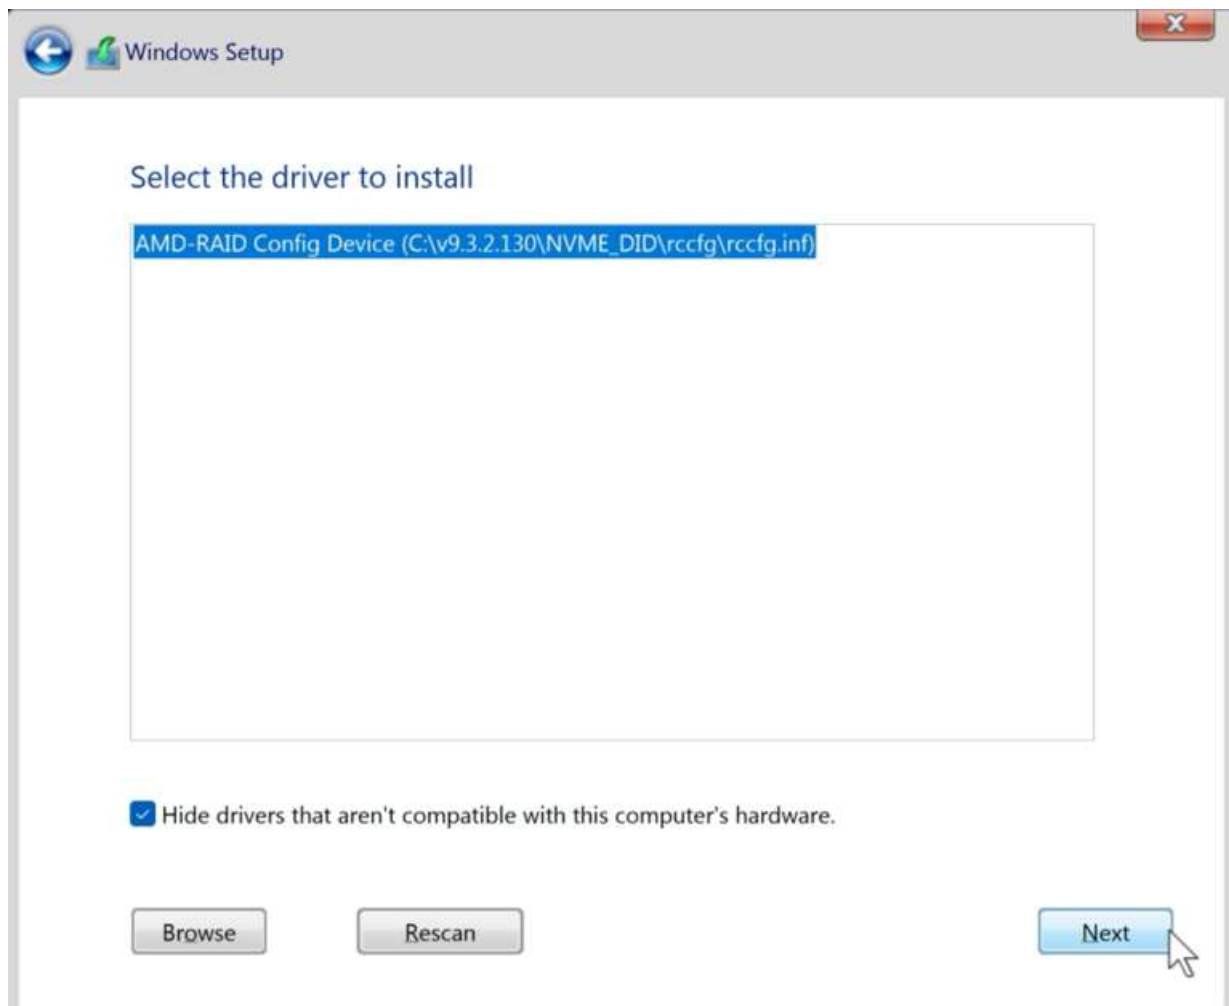 Windows Setup
Select the driver to install
AMD-RAID Config Device (C:\v9.3.2.130\NVME_DID\rccfg\rccfg.inf)
Hide drivers that aren't compatible with this computer's hardware.
Browse
Rescan
Next